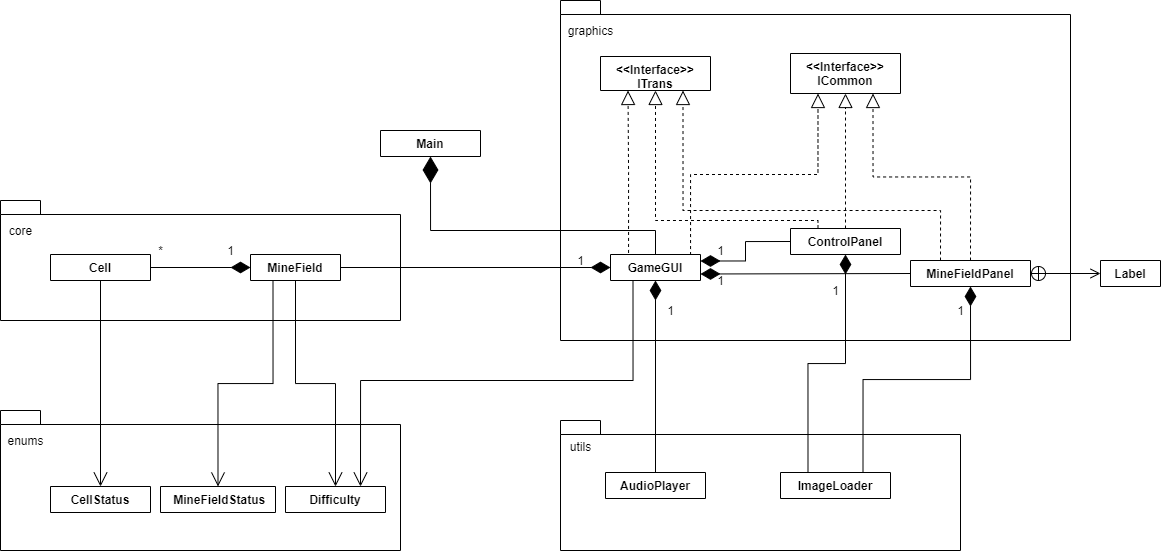 graphics
<<Interface>>
ITrans
<<Interface>>
ICommon
Main
core
ControlPanel
*
1
1
1
Cell
MineField
GameGUI
MineFieldPanel
Label
1
1
1
1
enums
utils
CellStatus
MineFieldStatus
Difficulty
AudioPlayer
ImageLoader